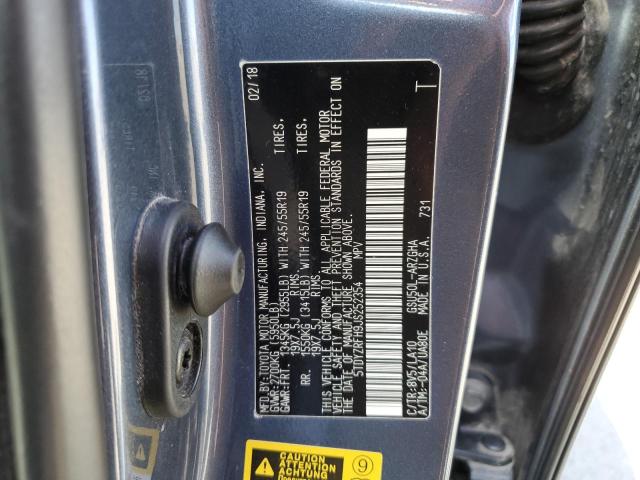 MFD.BY:TOYOTA MOTOR MANUFACTURING, INDIANA, INC. 02/18
GVWR:2700KG (5950LB)
GAWR:FRT. 1345KG (2955LB) WITH 245/55R19 TIRES,
19X7.5J RIMS,
RR. 1550KG (3415LB) WITH 245/55R19 TIRES,
19X7.5J RIMS,
THIS VEHICLE CONFORMS TO ALL APPLICABLE FEDERAL MOTOR
VEHICLE SAFETY AND THEFT PREVENTION STANDARDS IN EFFECT ON
THE DATE OF MANUFACTURE SHOWN ABOVE.
5TDYZRFH9JS252354 MPV
T
C/TR:8V5/LA10 GSU50L-ARZGHA
A/TM:-04A/UA80E MADE IN U.S.A. 731
CAUTION
ATTENTION
ACHTUNG
9